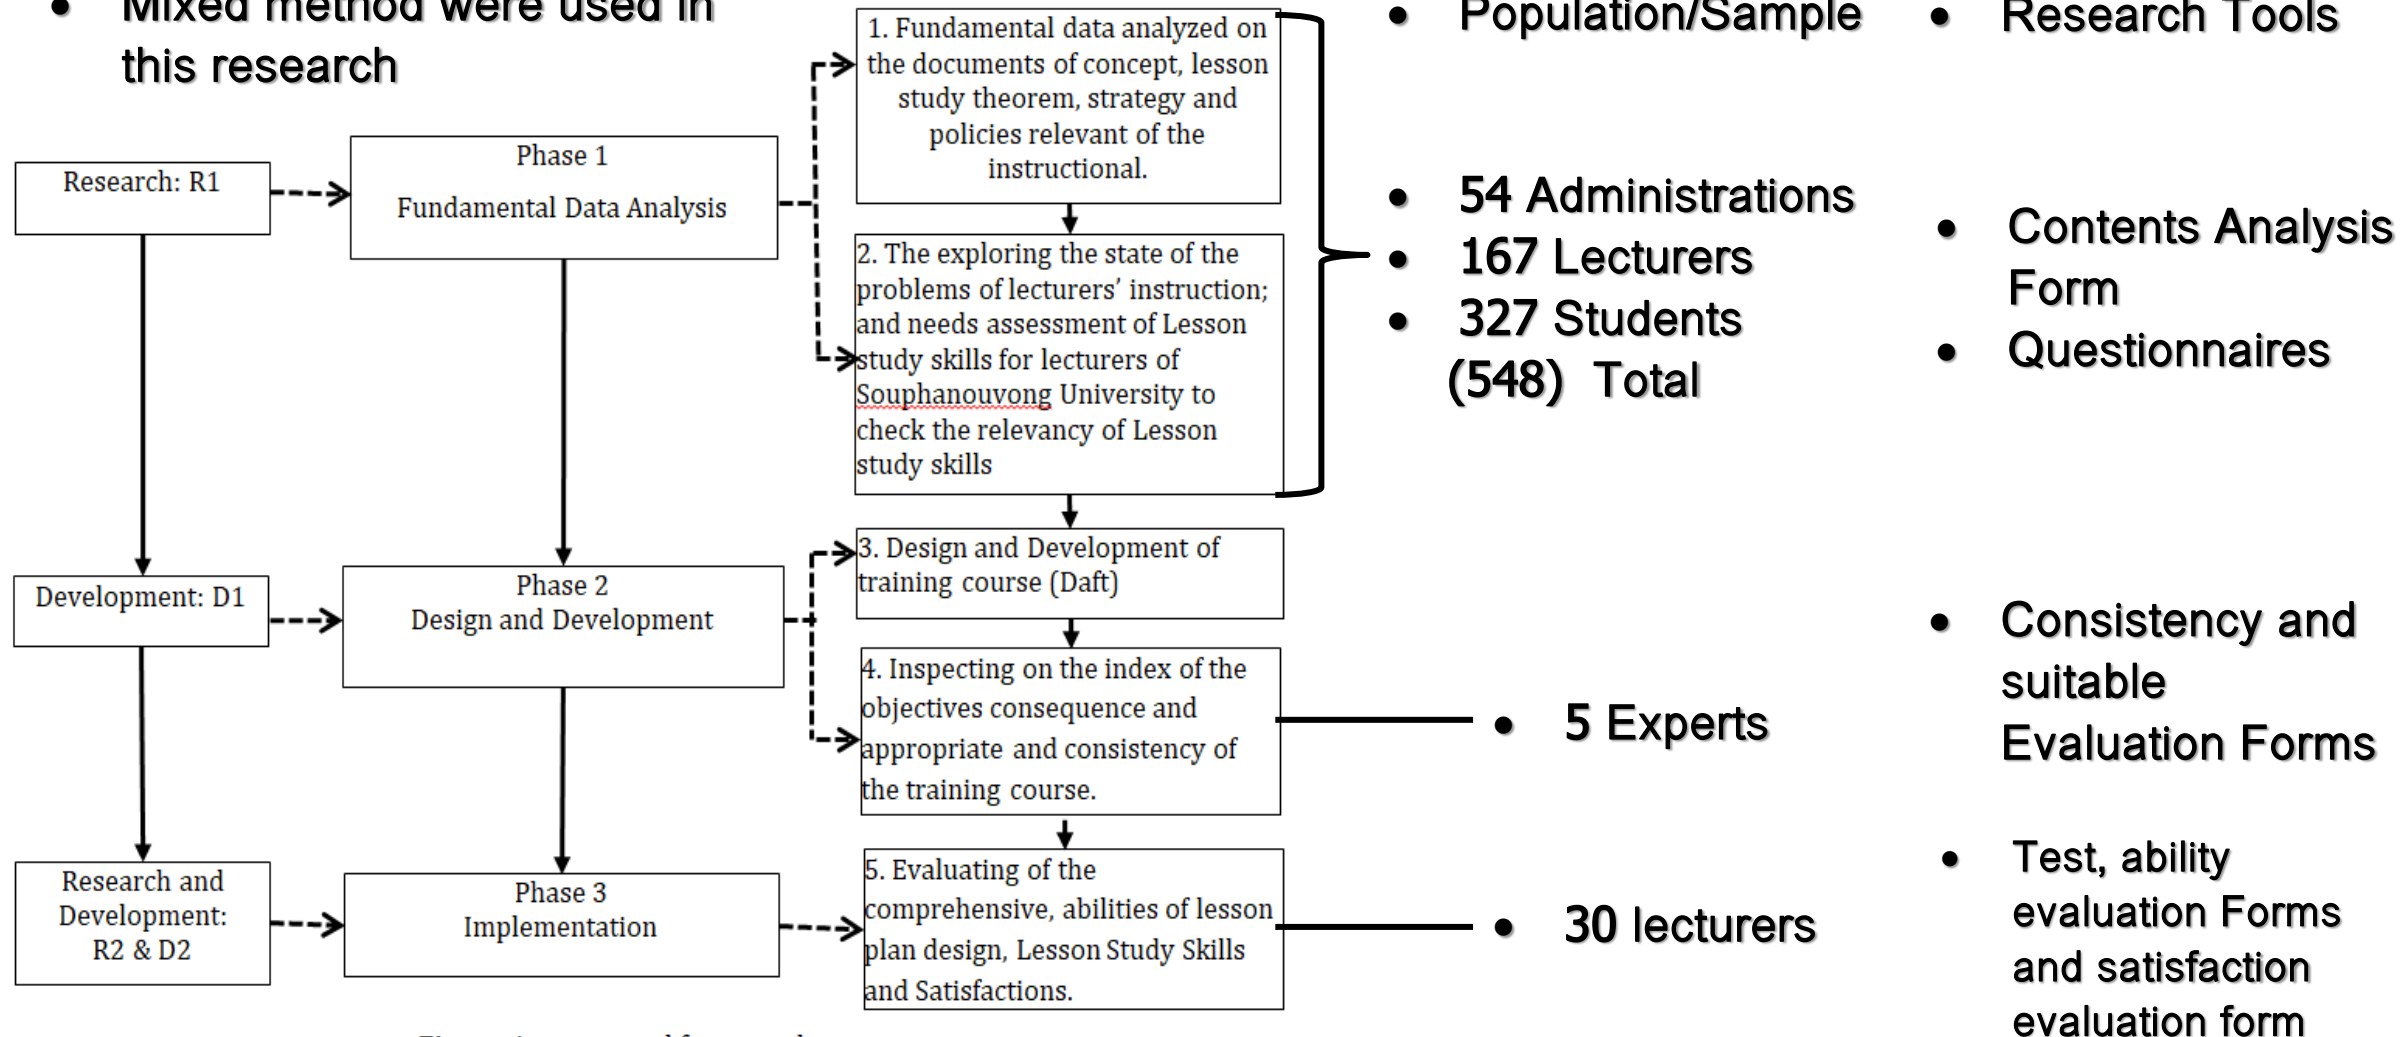 Mixed method were used in
this research
Research: R1
Phase 1
Fundamental Data Analysis
1. Fundamental data analyzed on
the documents of concept, lesson
study theorem, strategy and
policies relevant of the
instructional.
2. The exploring the state of the
problems of lecturers’ instruction;
and needs assessment of Lesson
study skills for lecturers of
Souphanouvong University to
check the relevancy of Lesson
study skills
Population/Sample
Research Tools
54 Administrations
167 Lecturers
327 Students
(548) Total
Contents Analysis
Form
Questionnaires
Development: D1
Phase 2
Design and Development
3. Design and Development of
training course (Daft)
4. Inspecting on the index of the
objectives consequence and
appropriate and consistency of
the training course.
5 Experts
Consistency and
suitable
Evaluation Forms
Research and
Development:
R2 & D2
Phase 3
Implementation
5. Evaluating of the
comprehensive, abilities of lesson
plan design, Lesson Study Skills
and Satisfactions.
30 lecturers
Test, ability
evaluation Forms
and satisfaction
evaluation form